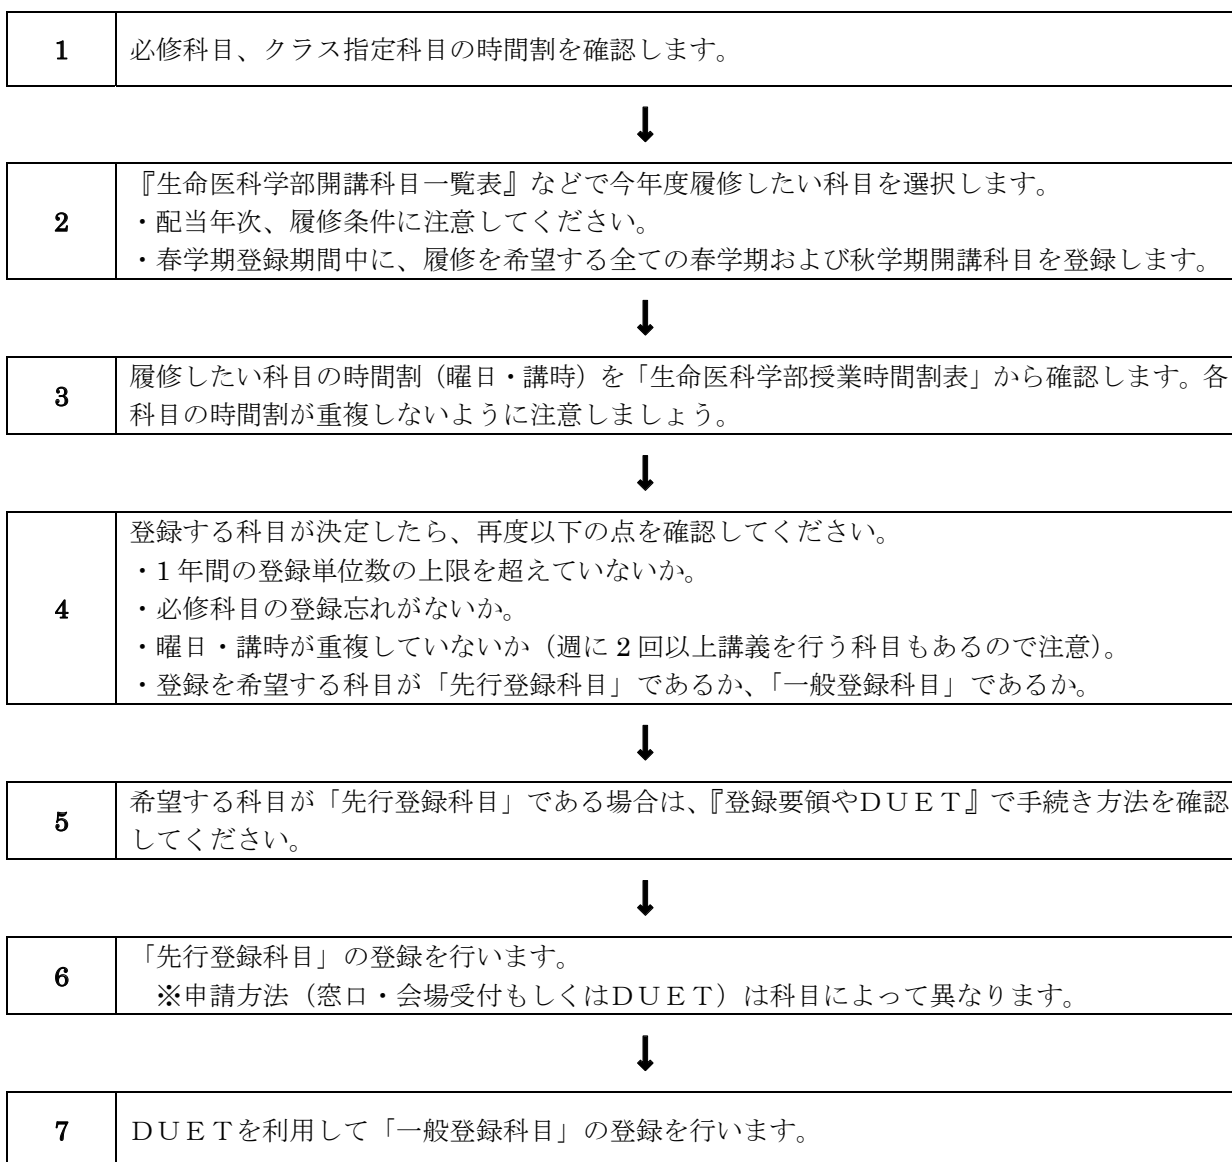 1 必修科目、クラス指定科目の時間割を確認します。
↓
『生命医科学部開講科目一覧表』などで今年度履修したい科目を選択します。
2 ・配当年次、履修条件に注意してください。
・春学期登録期間中に、履修を希望する全ての春学期および秋学期開講科目を登録します。
↓
3 履修したい科目の時間割（曜日・講時）を「生命医科学部授業時間割表」から確認します。各
科目の時間割が重複しないように注意しましょう。
↓
登録する科目が決定したら、再度以下の点を確認してください。
・1年間の登録単位数の上限を超えていないか。
4 ・必修科目の登録忘れがないか。
・曜日・講時が重複していないか（週に2回以上講義を行う科目もあるので注意）。
・登録を希望する科目が「先行登録科目」であるか、「一般登録科目」であるか。
↓
5 希望する科目が「先行登録科目」である場合は、『登録要領やＤＵＥＴ』で手続き方法を確認
してください。
↓
6 「先行登録科目」の登録を行います。
※申請方法（窓口・会場受付もしくはＤＵＥＴ）は科目によって異なります。
↓
7 ＤＵＥＴを利用して「一般登録科目」の登録を行います。